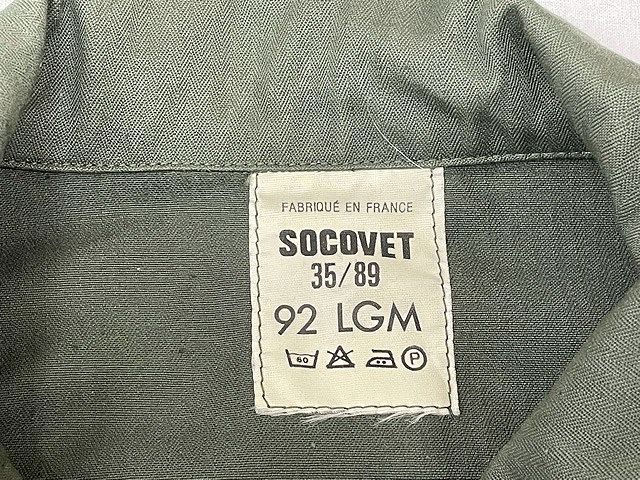 FABRIQUÉ EN FRANCE
SOCOVET
35/89
92 LGM
60 P